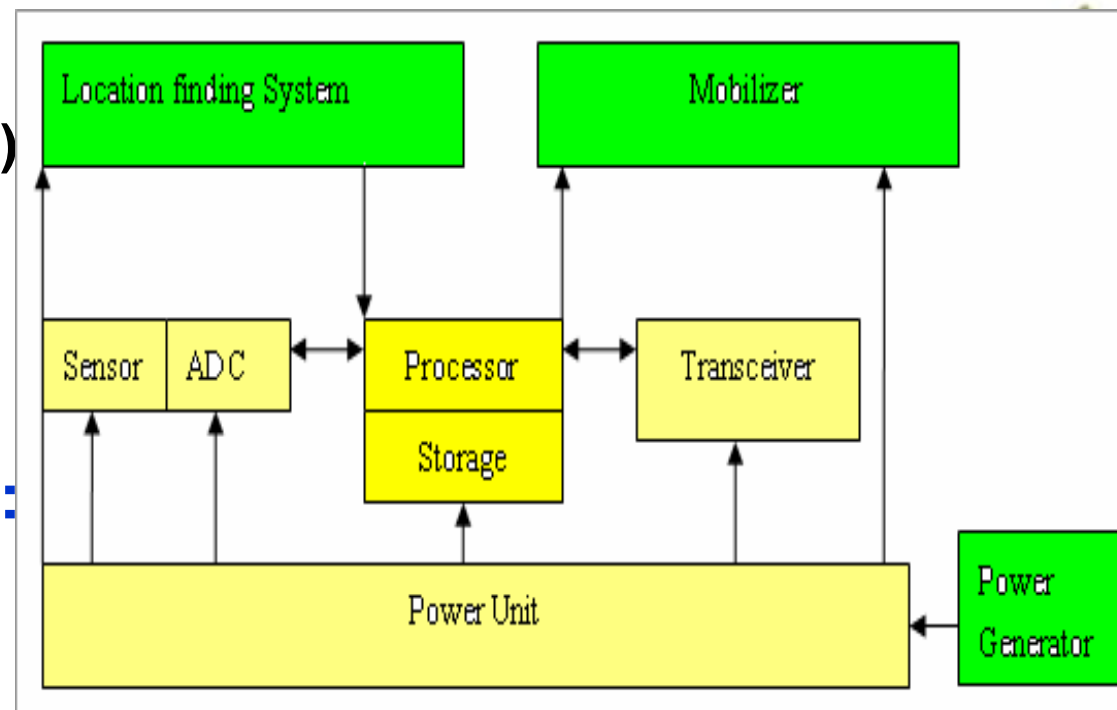 Location finding System
Mobilizer
)
Sensor
ADC
Processor
Transceiver
Storage
:
Power Unit
Power
Generator